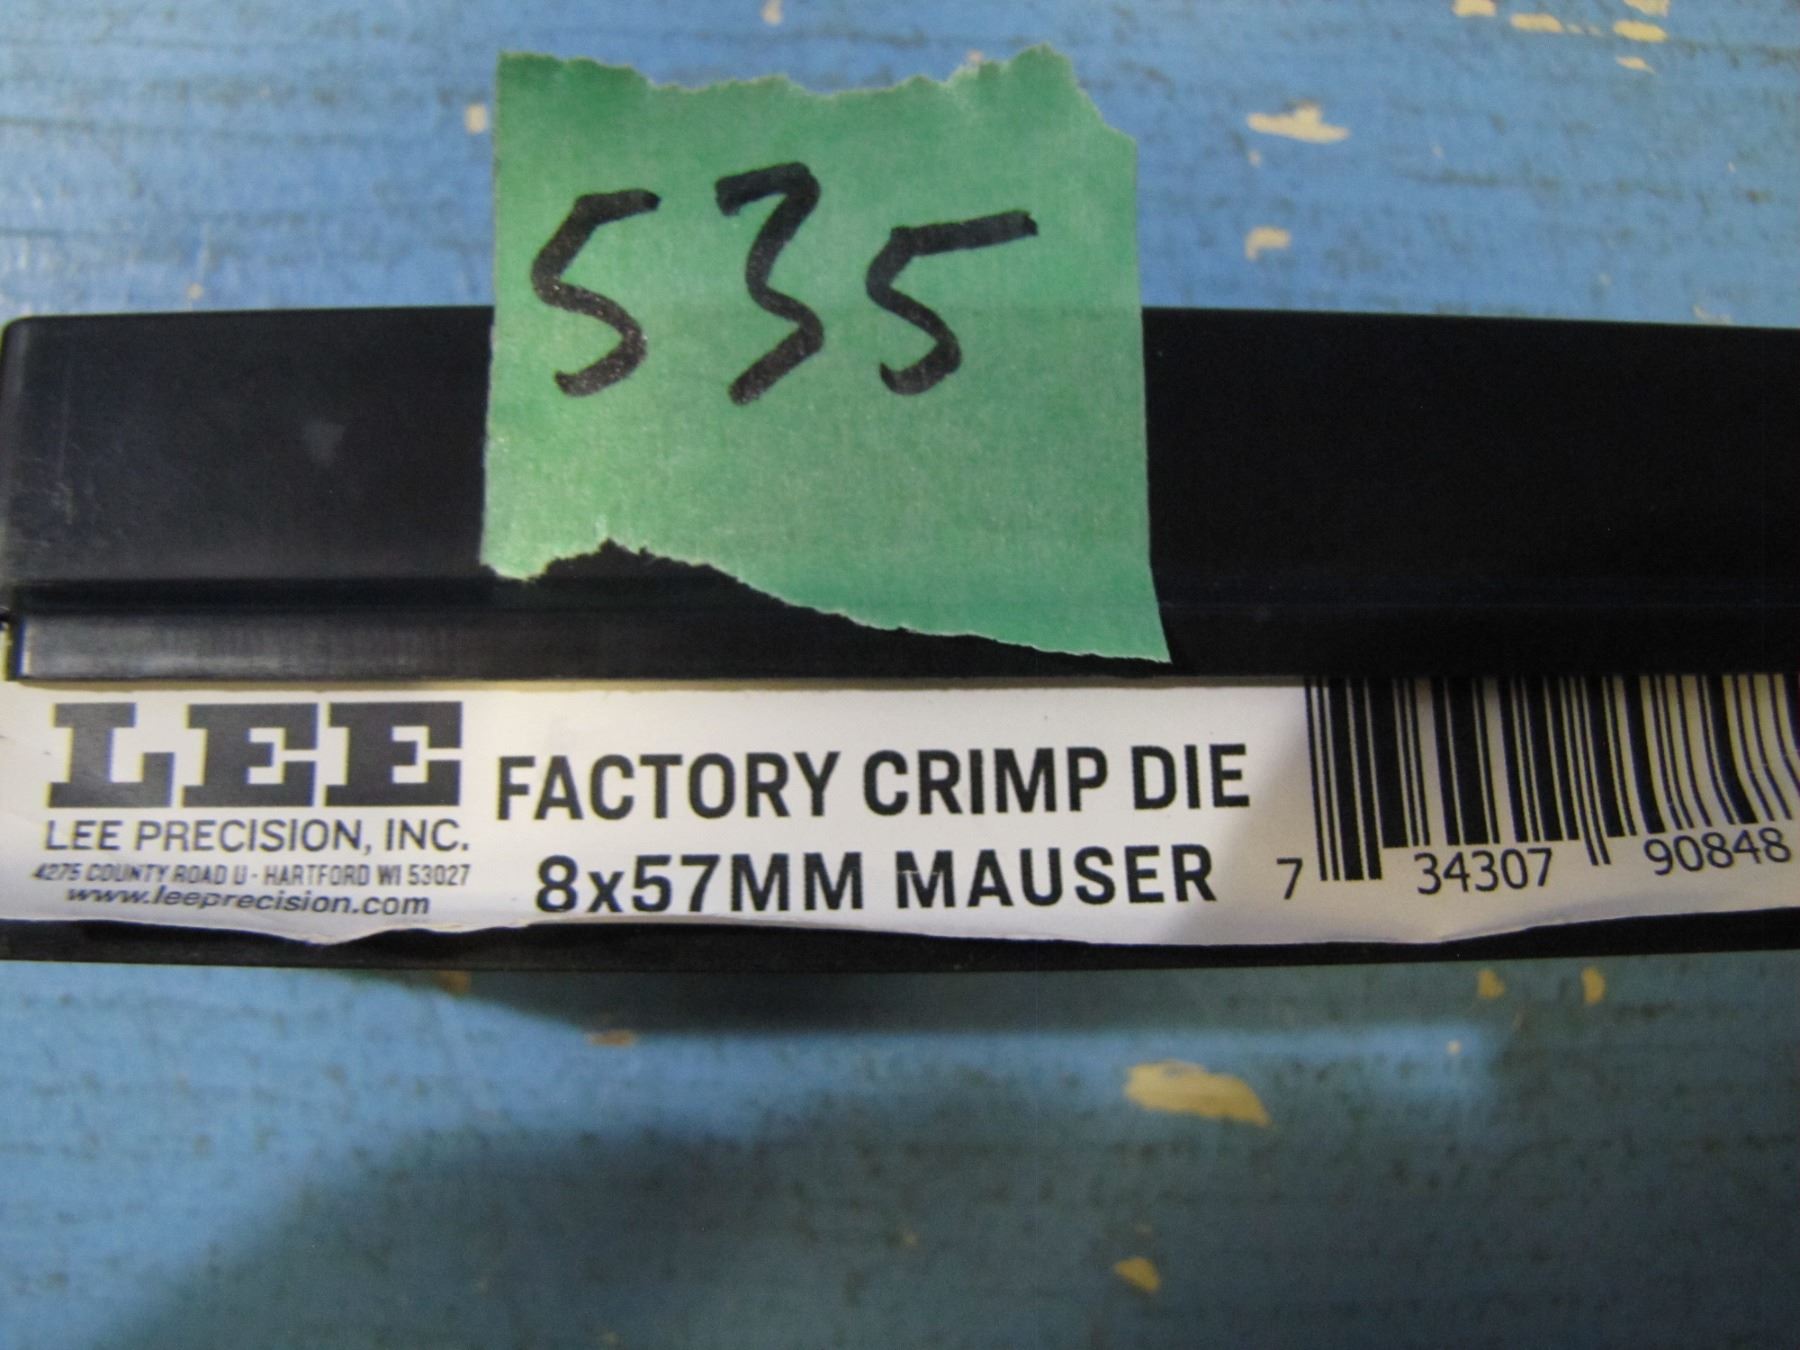 535
LEE
LEE PRECISION, INC.
4275 COUNTY ROAD U - HARTFORD WI 53027
www.leeprecision.com
FACTORY CRIMP DIE
8x57MM MAUSER
7 34307 90848